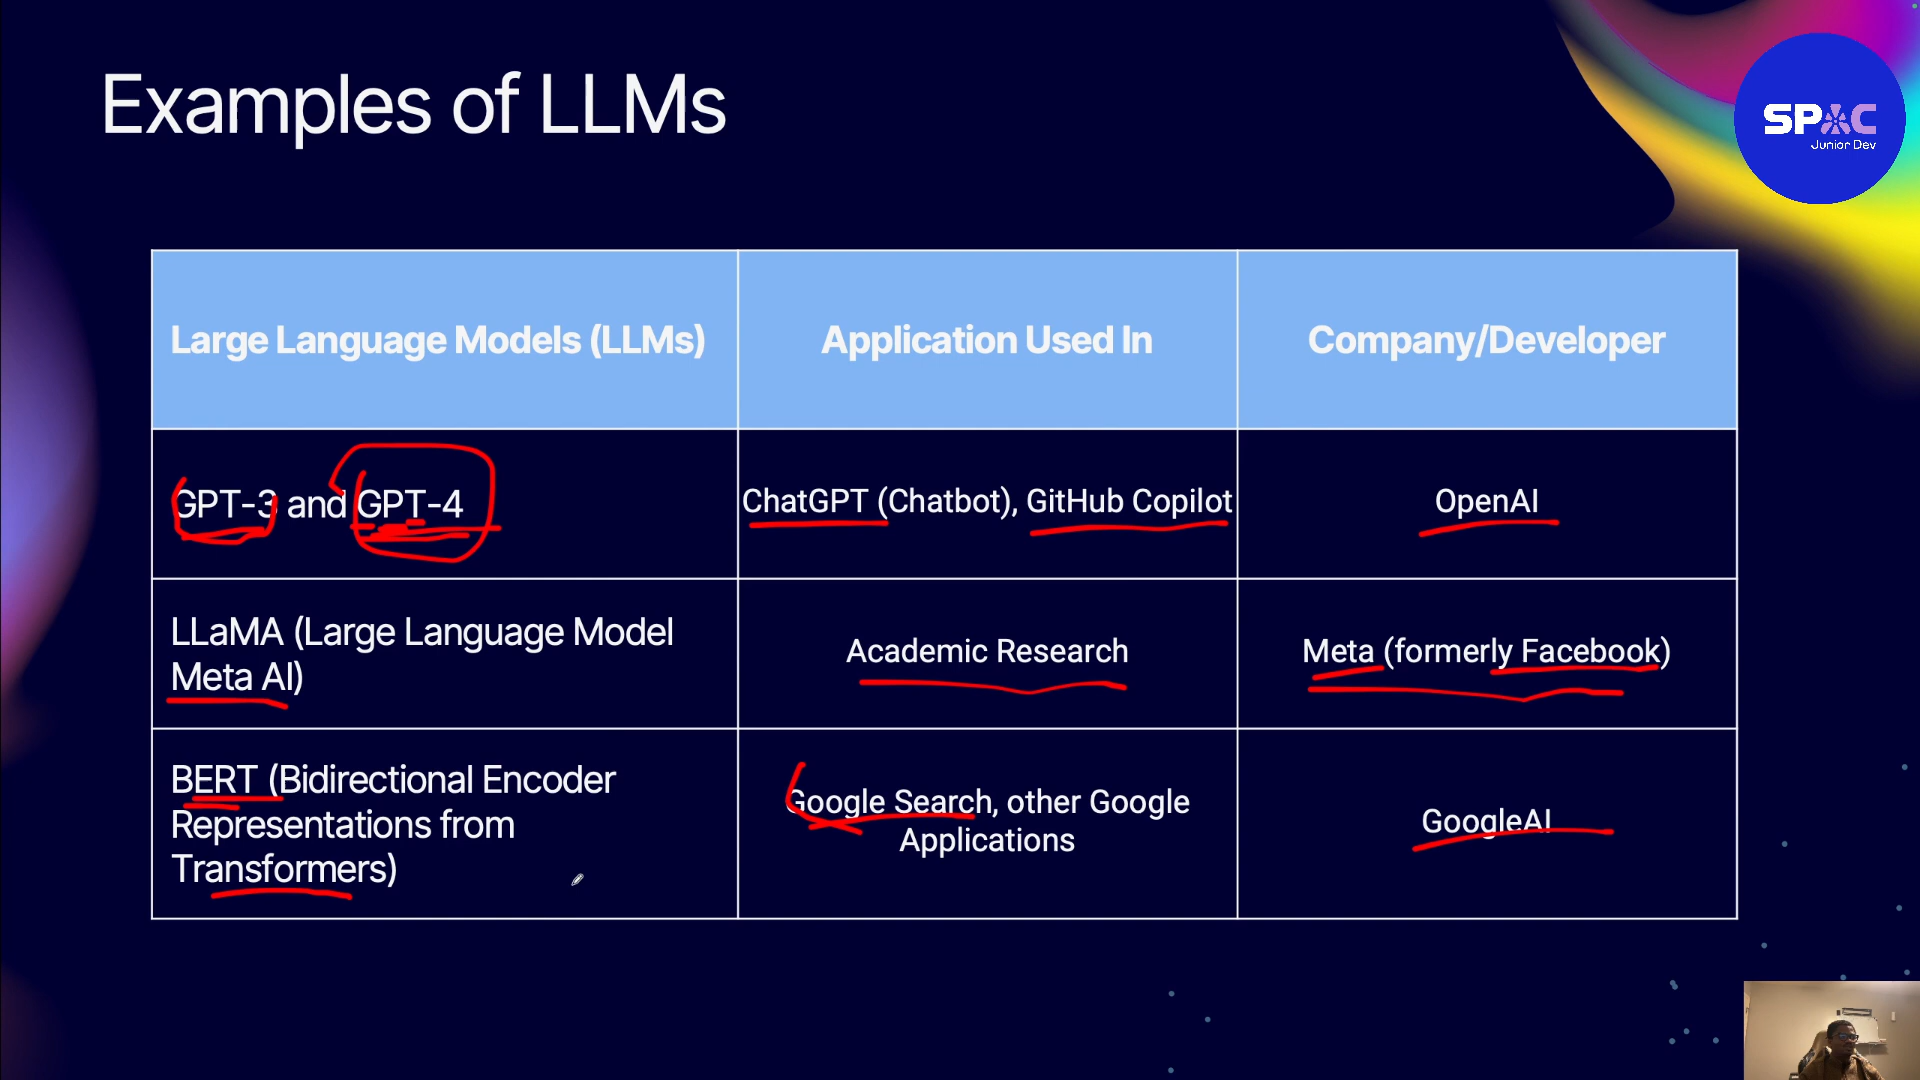 Examples of LLMs
SPAC
Junior Dev
Large Language Models (LLMs)
Application Used In
Company/Developer
GPT-3 and GPT-4
ChatGPT (Chatbot), GitHub Copilot
OpenAI
LLaMA (Large Language Model
Meta AI)
Academic Research
Meta (formerly Facebook)
BERT (Bidirectional Encoder
Representations from
Transformers)
Google Search, other Google
Applications
GoogleAI